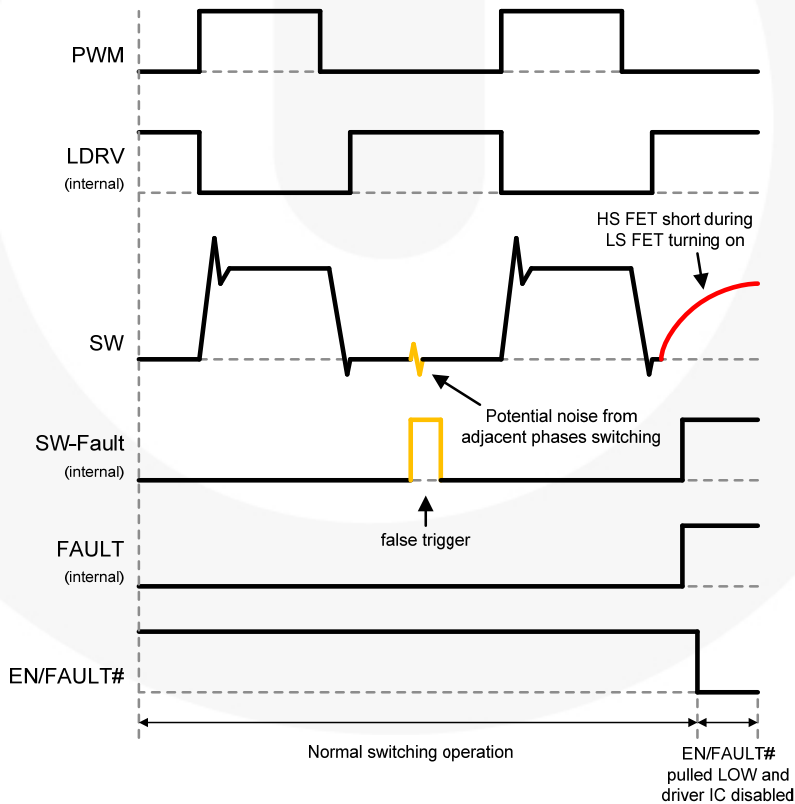 PWM
LDRV
(internal)
HS FET short during
LS FET turning on
SW
Potential noise from
adjacent phases switching
SW-Fault
(internal)
false trigger
FAULT
(internal)
EN/FAULT#
Normal switching operation
EN/FAULT#
pulled LOW and
driver IC disabled